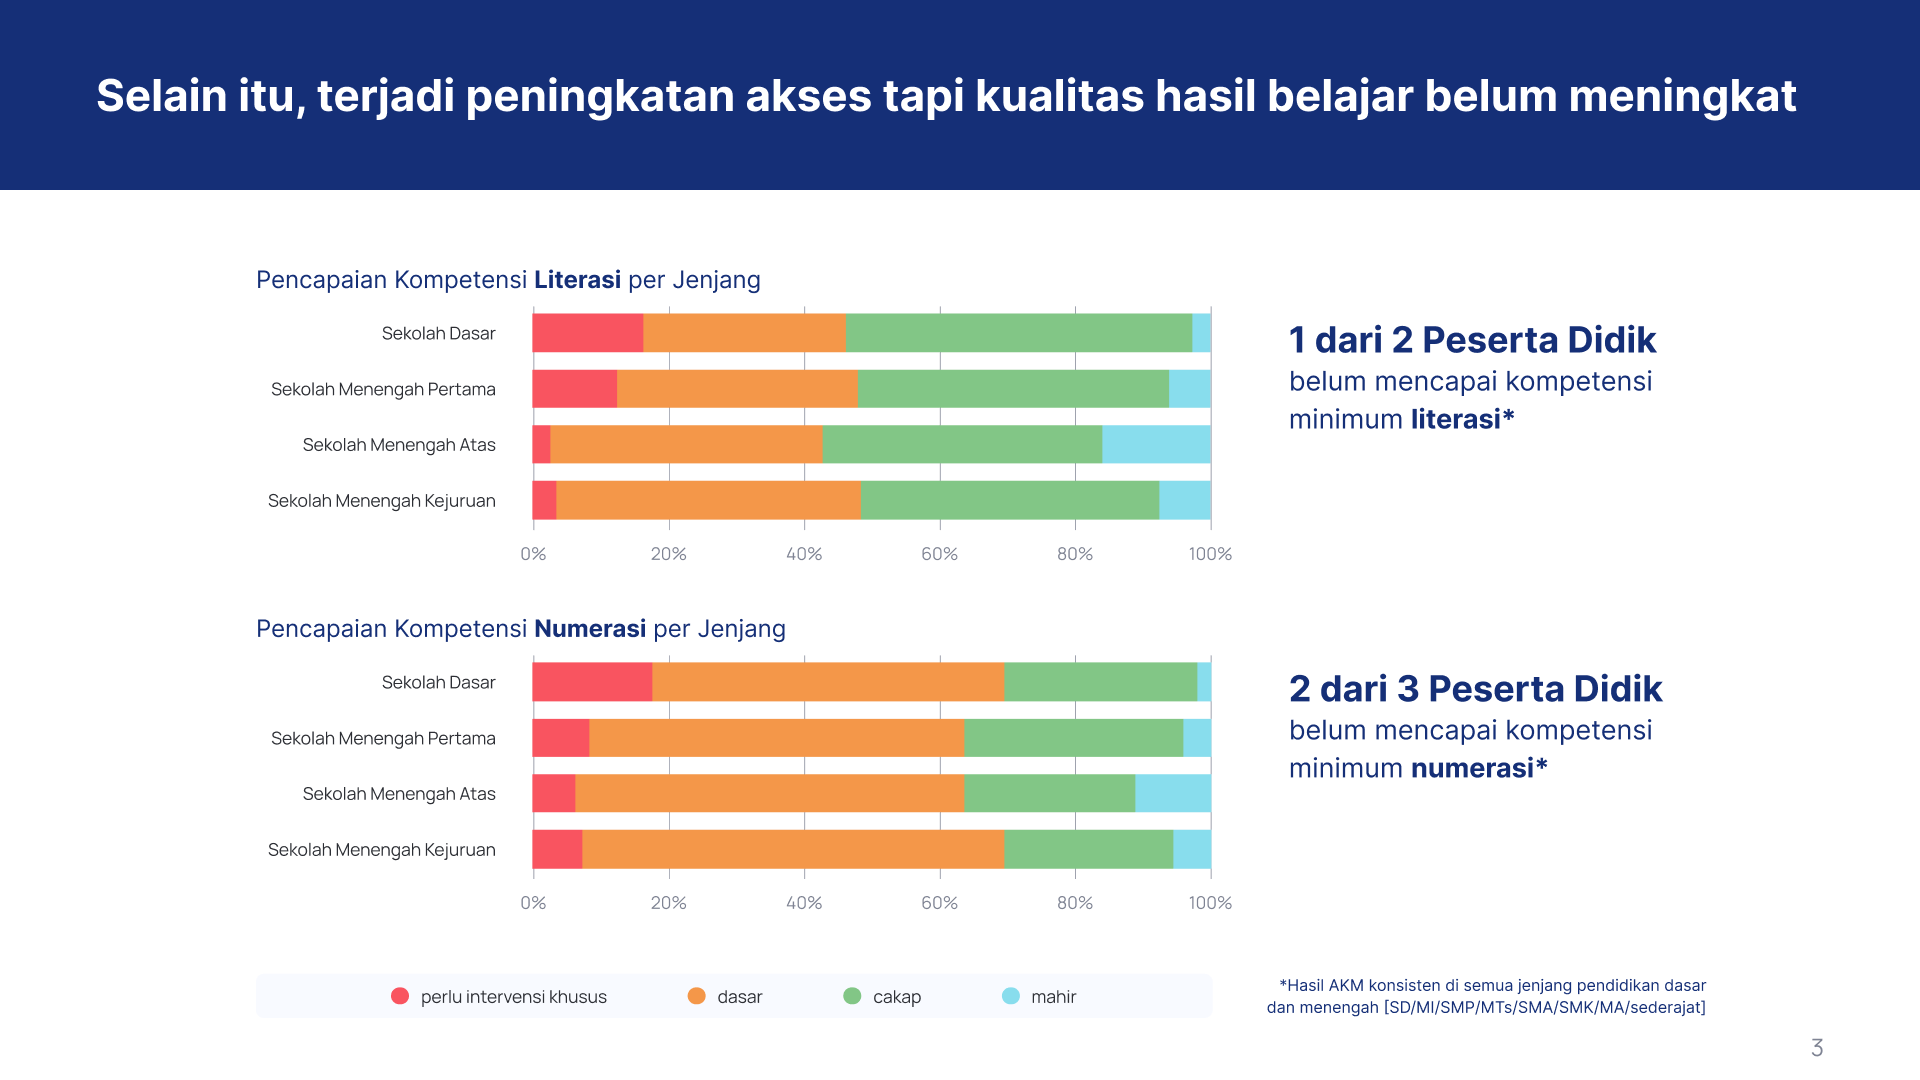 Selain itu, terjadi peningkatan akses tapi kualitas hasil belajar belum meningkat
Pencapaian Kompetensi Literasi per Jenjang
Sekolah Dasar
Sekolah Menengah Pertama
Sekolah Menengah Atas
Sekolah Menengah Kejuruan
0% 20% 40% 60% 80% 100%
1 dari 2 Peserta Didik
belum mencapai kompetensi
minimum literasi*
Pencapaian Kompetensi Numerasi per Jenjang
Sekolah Dasar
Sekolah Menengah Pertama
Sekolah Menengah Atas
Sekolah Menengah Kejuruan
0% 20% 40% 60% 80% 100%
2 dari 3 Peserta Didik
belum mencapai kompetensi
minimum numerasi*
perlu intervensi khusus dasar cakap mahir
*Hasil AKM konsisten di semua jenjang pendidikan dasar
dan menengah [SD/MI/SMP/MTs/SMA/SMK/MA/sederajat]
3